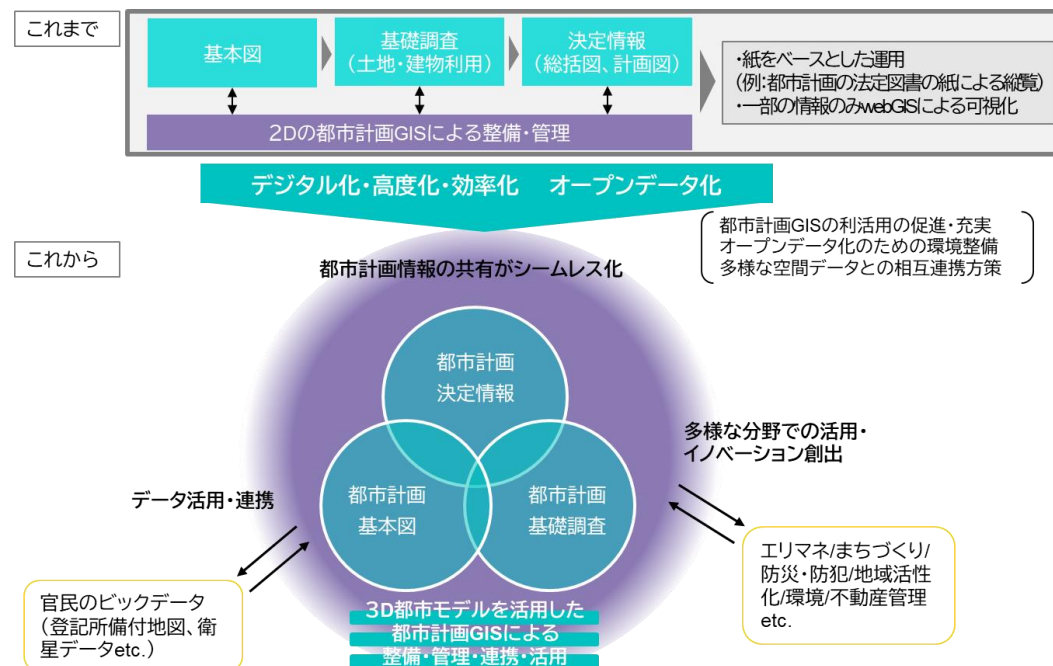 これまで
基本図
基礎調査
（土地・建物利用）
決定情報
（総括図、計画図）
・紙をベースとした運用
（例：都市計画の法定図書の紙による縦覧）
・一部の情報のみwebGISによる可視化
2Dの都市計画GISによる整備・管理
デジタル化・高度化・効率化　オープンデータ化
都市計画GISの利活用の促進・充実
オープンデータ化のための環境整備
多様な空間データとの相互連携方策
これから
都市計画情報の共有がシームレス化
都市計画
決定情報
多様な分野での活用・
イノベーション創出
データ活用・連携
都市計画
基本図
都市計画
基礎調査
エリマネ/まちづくり/
防災・防犯/地域活性
化/環境/不動産管理
etc.
官民のビックデータ
（登記所備付地図、衛
星データetc.）
3D都市モデルを活用した
都市計画GISによる
整備・管理・連携・活用